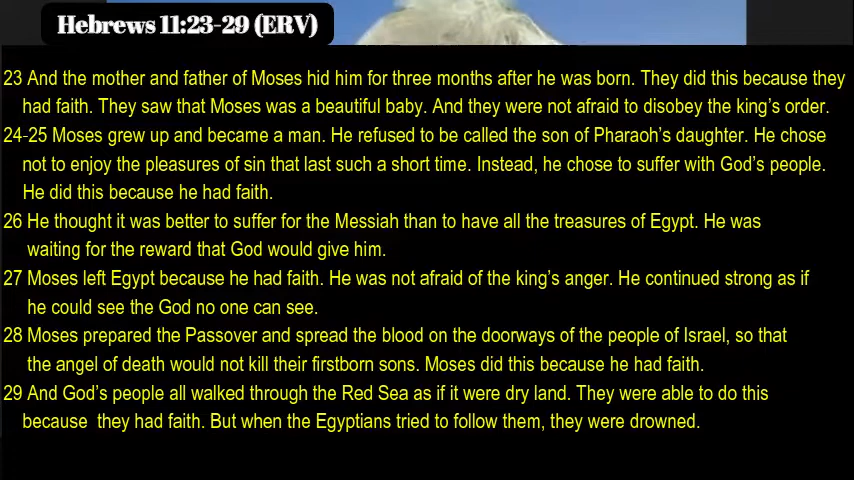 Hebrews 11:23-29 (ERV)
23 And the mother and father of Moses hid him for three months after he was born. They did this because they
had faith. They saw that Moses was a beautiful baby. And they were not afraid to disobey the king’s order.
24-25 Moses grew up and became a man. He refused to be called the son of Pharaoh’s daughter. He chose
not to enjoy the pleasures of sin that last such a short time. Instead, he chose to suffer with God’s people.
He did this because he had faith.
26 He thought it was better to suffer for the Messiah than to have all the treasures of Egypt. He was
waiting for the reward that God would give him.
27 Moses left Egypt because he had faith. He was not afraid of the king’s anger. He continued strong as if
he could see the God no one can see.
28 Moses prepared the Passover and spread the blood on the doorways of the people of Israel, so that
the angel of death would not kill their firstborn sons. Moses did this because he had faith.
29 And God’s people all walked through the Red Sea as if it were dry land. They were able to do this
because they had faith. But when the Egyptians tried to follow them, they were drowned.